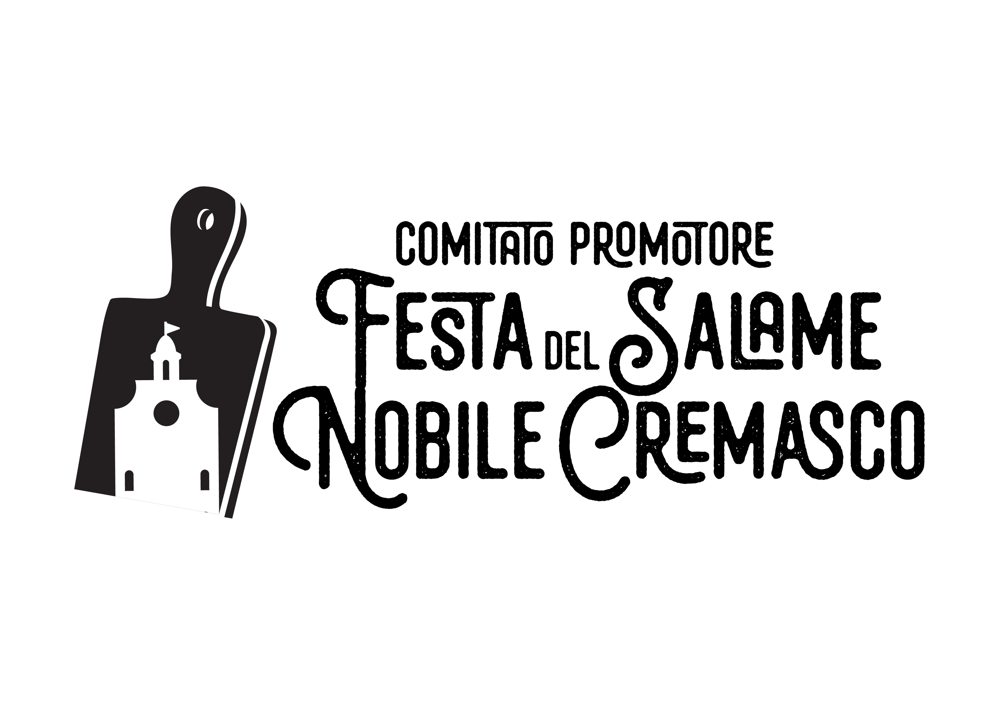 COMITATO PROMOTORE
FESTA DEL SALAME
NOBILE CREMASCO